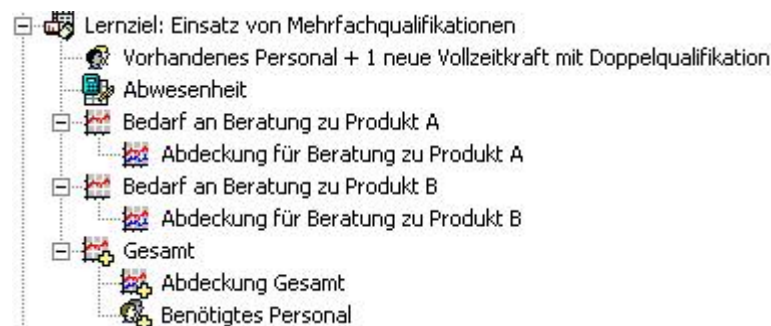 Lernziel: Einsatz von Mehrfachqualifikationen
Vorhandenes Personal + 1 neue Vollzeitkraft mit Doppelqualifikation
Abwesenheit
Bedarf an Beratung zu Produkt A
Abdeckung für Beratung zu Produkt A
Bedarf an Beratung zu Produkt B
Abdeckung für Beratung zu Produkt B
Gesamt
Abdeckung Gesamt
Benötigtes Personal